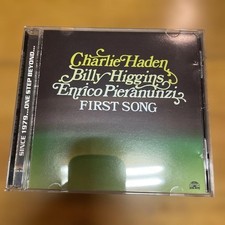 Charlie Haden
Billy Higgins
Enrico Pieranunzi
FIRST SONG
SINCE 1979...ONE STEP BEYOND...